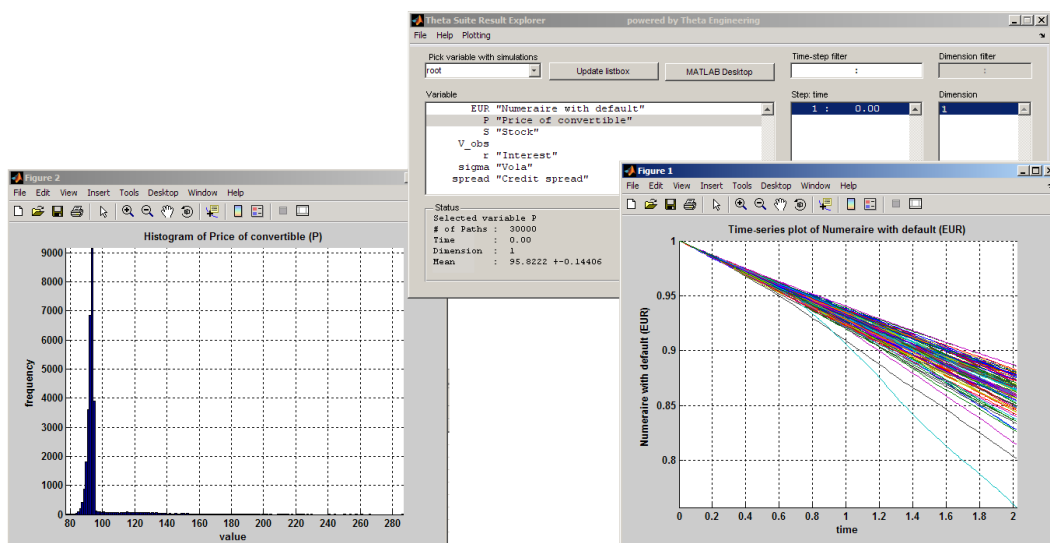 Theta Suite Result Explorer powered by Theta Engineering
File Help Plotting
Pick variable with simulations
root
Update listbox
MATLAB Desktop
Time-step filter
:
Dimension filter
:
Variable
EUR "Numeraire with default"
P "Price of convertible"
S "Stock"
V_obs
r "Interest"
sigma "Vola"
spread "Credit spread"
Step: time
1 : 0.00
Dimension
1
Status
Selected variable P
# of Paths : 30000
Time : 0.00
Dimension : 1
Mean : 95.8222 +-0.14406
Figure 2
File Edit View Insert Tools Desktop Window Help
Histogram of Price of convertible (P)
frequency
9000
8000
7000
6000
5000
4000
3000
2000
1000
0
80 100 120 140 160 180 200 220 240 260 280
value
Figure 1
File Edit View Insert Tools Desktop Window Help
Time-series plot of Numeraire with default (EUR)
Numeraire with default (EUR)
1
0.95
0.9
0.85
0.8
0 0.2 0.4 0.6 0.8 1 1.2 1.4 1.6 1.8 2
time